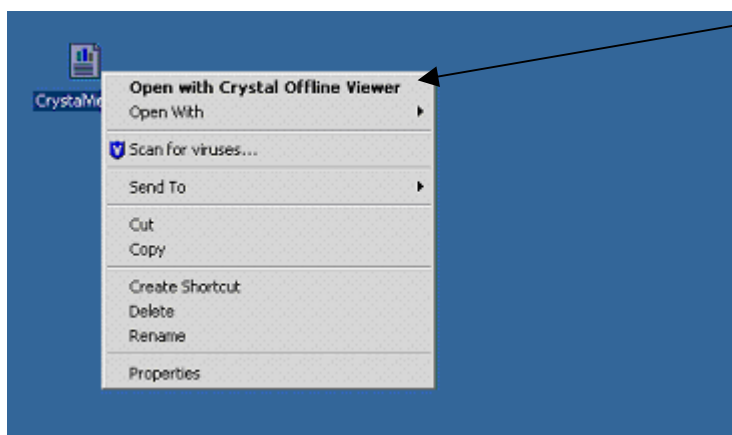 Open with Crystal Offline Viewer
Open With
Scan for viruses...
Send To
Cut
Copy
Create Shortcut
Delete
Rename
Properties